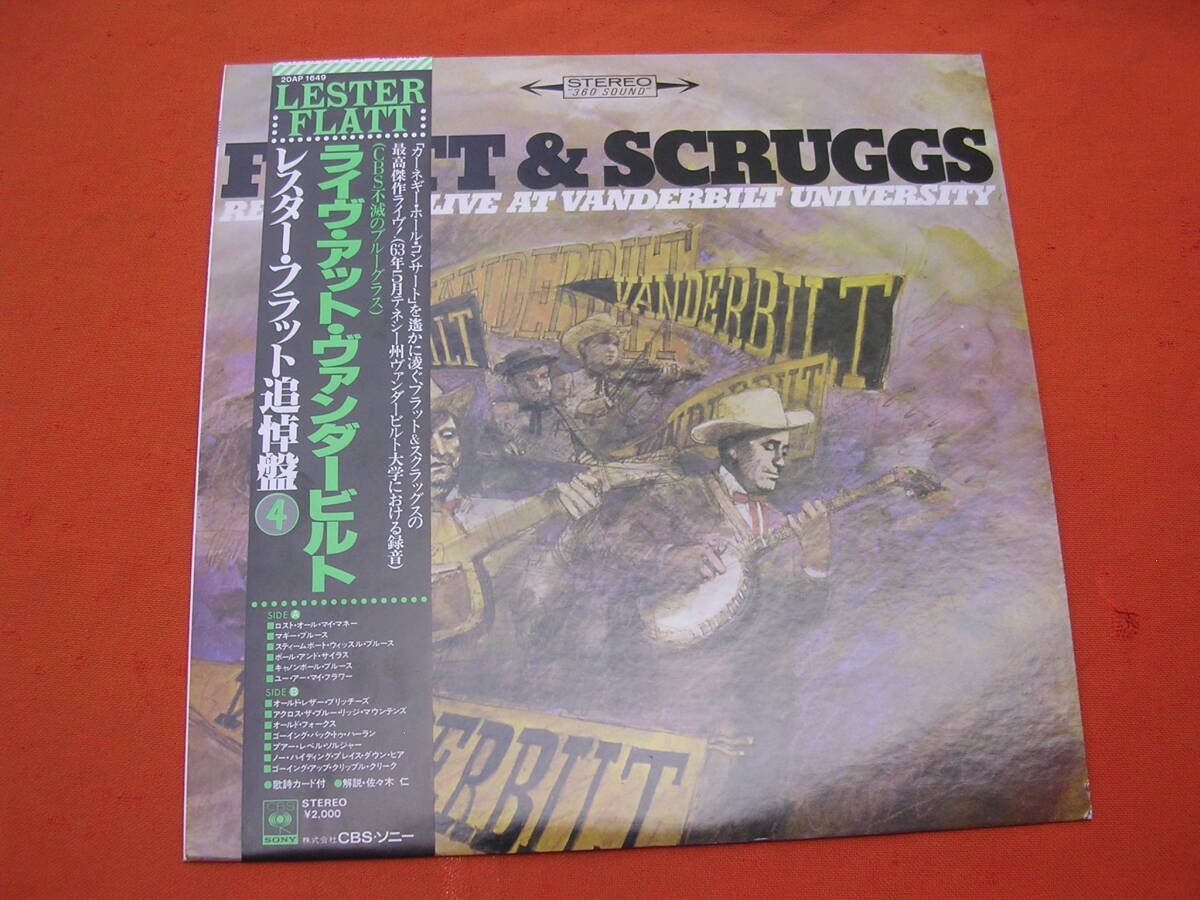 20AP 1649
LESTER
FLATT
「カーネギー・ホール・コンサート」を遙かに凌ぐ、フラット&スクラッグスの
最高傑作ライヴ!(63年5月テネシー州ヴァンダービルト大学における録音)
(CBS不滅のブルーグラス)
ライヴ・アット・ヴァンダービルト
レスター・フラット追悼盤④
SIDE A
■ロスト・オール・マイ・マネー
■マギー・ブルース
■スティームボート・ウィッスル・ブルース
■ポール・アンド・サイラス
■キャノンボール・ブルース
■ユー・アー・マイ・フラワー
SIDE B
■オールド・レザー・ブリッチーズ
■アクロス・ザ・ブルー・リッジ・マウンテンズ
■オールド・フォークス
■ゴーイング・バック・トゥ・ハーラン
■プアー・レベル・ソルジャー
■ノー・ハイディング・プレイス・ダウン・ヒア
■ゴーイング・アップ・クリップル・クリーク
●歌詩カード付 ●解説・佐々木 仁
CBS
SONY
STEREO
¥2,000
株式会社CBS・ソニー
STEREO
"360 SOUND"
F TT & SCRUGGS
RE LIVE AT VANDERBILT UNIVERSITY
ANDERBILT
VANDERBILT
ILT
DERBILT
ERBILT